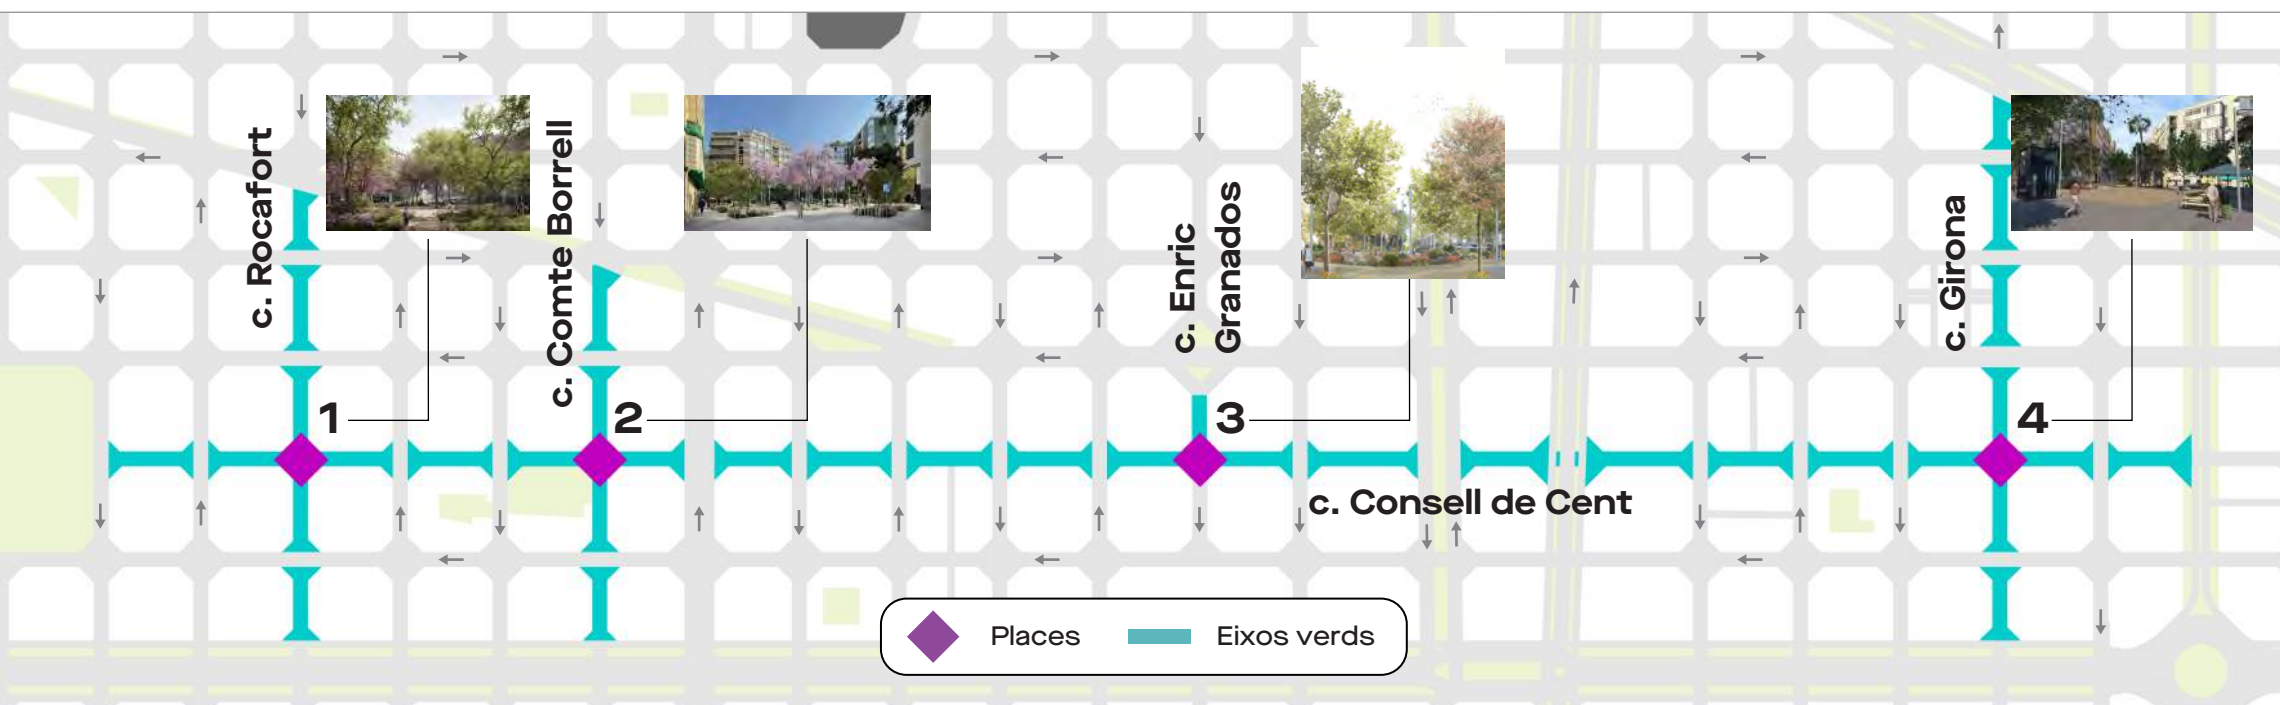 c. Rocafort
c. Comte Borrell
c. Enric
Granados
c. Girona
1
2
3
4
c. Consell de Cent
Places
Eixos verds